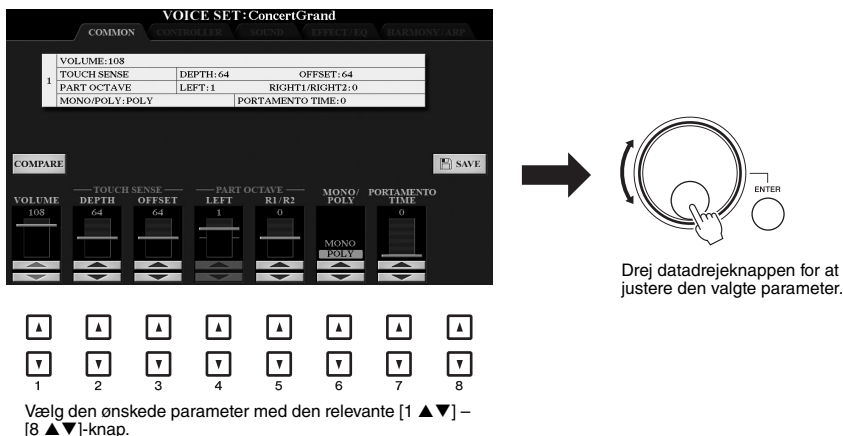 VOICE SET:ConcertGrand
COMMON CONTROLLER SOUND EFFECT/EQ HARMONY/ARP
1
VOLUME:108
TOUCH SENSE DEPTH:64 OFFSET:64
PART OCTAVE LEFT:1 RIGHT1/RIGHT2:0
MONO/POLY:POLY PORTAMENTO TIME:0
COMPARE SAVE
TOUCH SENSE PART OCTAVE MONO/ PORTAMENTO
VOLUME DEPTH OFFSET LEFT R1/R2 POLY TIME
108 64 64 1 0 0
MONO
POLY
ENTER
Drej datadrejeknappen for at
justere den valgte parameter.
▲ ▲ ▲ ▲ ▲ ▲ ▲ ▲
▼ ▼ ▼ ▼ ▼ ▼ ▼ ▼
1 2 3 4 5 6 7 8
Vælg den ønskede parameter med den relevante [1 ▲▼] –
[8 ▲▼]-knap.